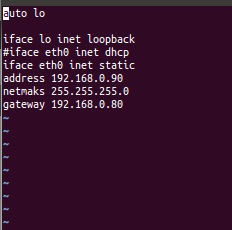 auto lo
iface lo inet loopback
#iface eth0 inet dhcp
iface eth0 inet static
address 192.168.0.90
netmaks 255.255.255.0
gateway 192.168.0.80
~
~
~
~
~
~
~
~
~